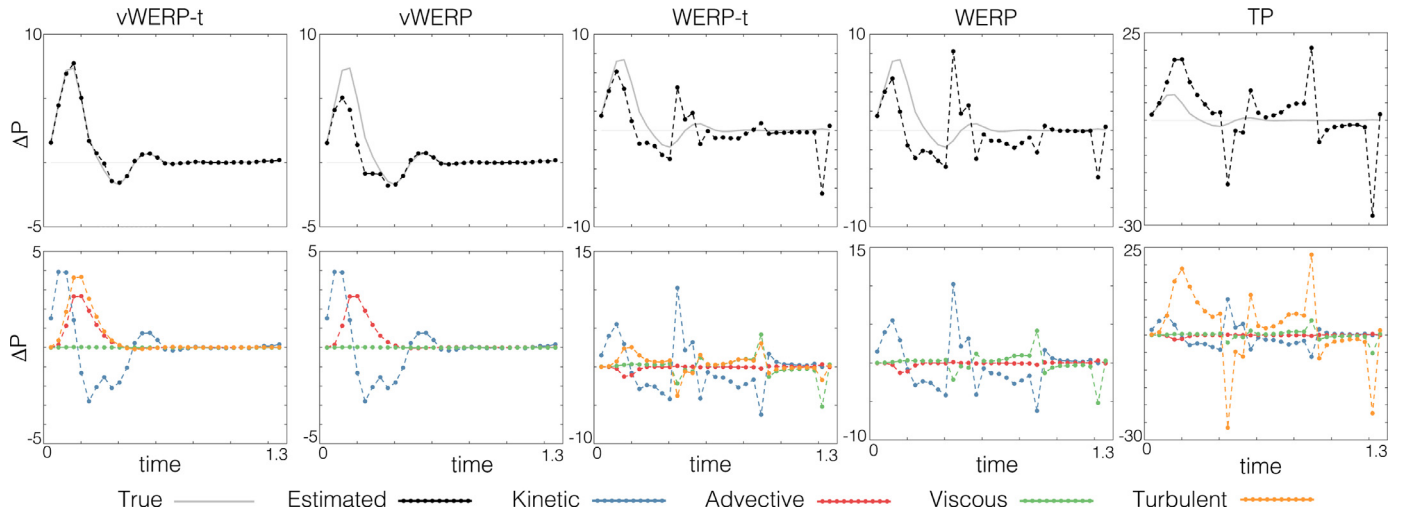 vWERP-t vWERP WERP-t WERP TP
10 10 10 10 25
ΔP
-5 -5 -10 -10 -30
5 5 15 15 25
ΔP
-5 -5 -10 -10 -30
0 1.3 0 1.3 0 1.3 0 1.3 0 1.3
time time time time time
True Estimated Kinetic Advective Viscous Turbulent